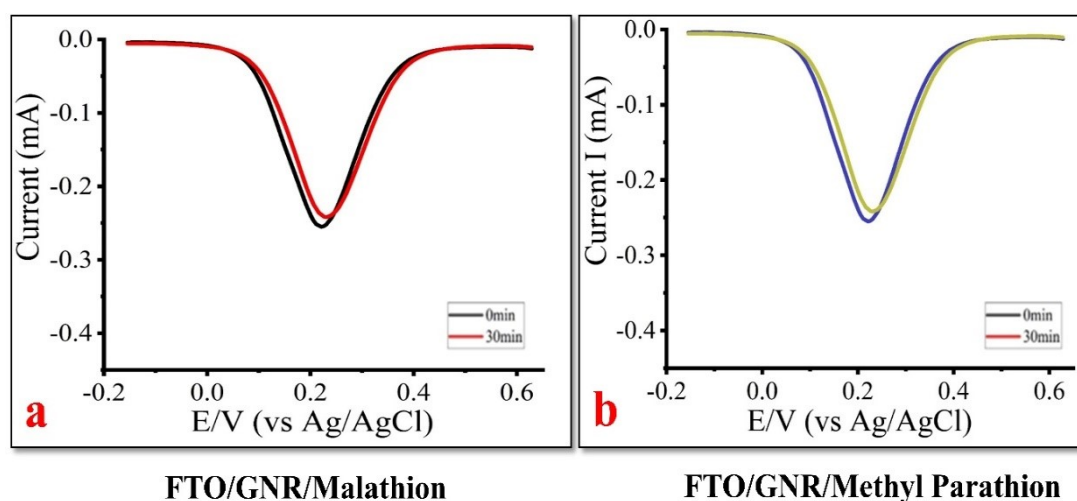 0.0
-0.1
-0.2
-0.3
-0.4
Current (mA)
-0.2 0.0 0.2 0.4 0.6
E/V (vs Ag/AgCl)
0min
30min
a
FTO/GNR/Malathion
0.0
-0.1
-0.2
-0.3
-0.4
Current I (mA)
-0.2 0.0 0.2 0.4 0.6
E/V (vs Ag/AgCl)
0min
30min
b
FTO/GNR/Methyl Parathion